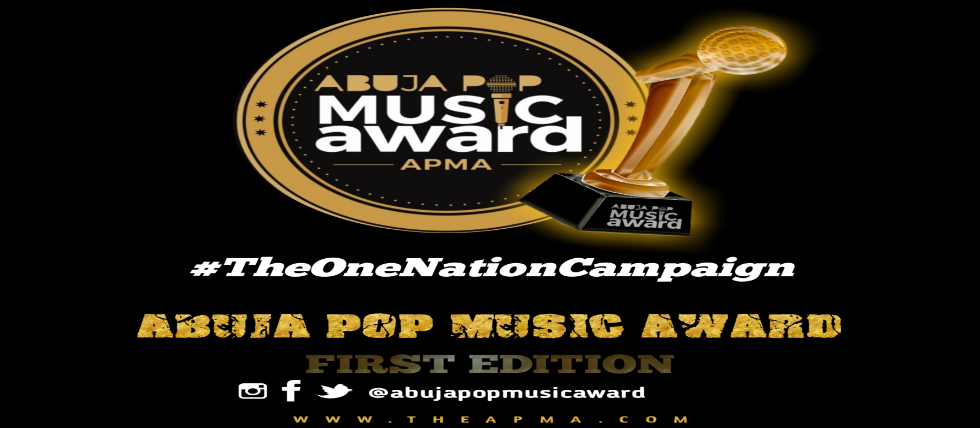 ABUJA POP
MUSIC
award
APMA
ABUJA POP
MUSIC
award
#TheOneNationCampaign
ABUJA POP MUSIC AWARD
FIRST EDITION
@abujapopmusicaward
WWW.THEAPMA.COM